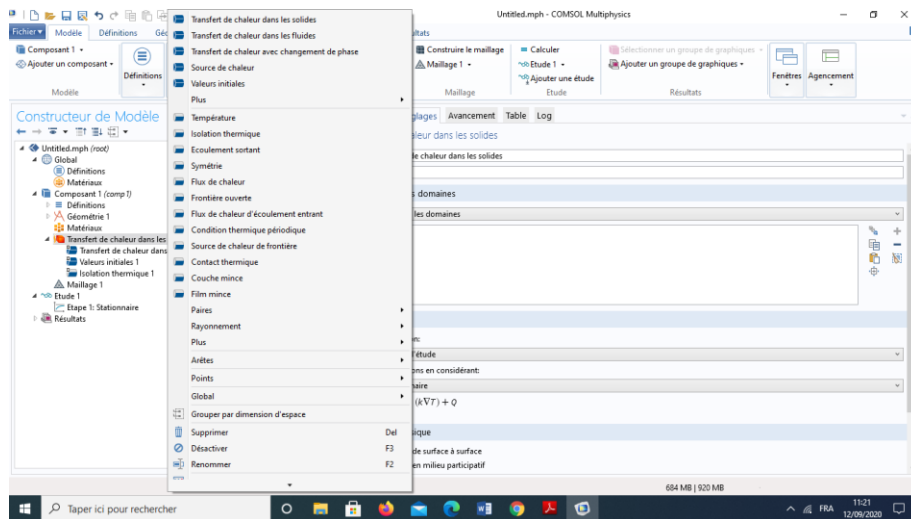 Untitled.mph - COMSOL Multiphysics
Fichier
Modèle
Définitions
Composant 1
Ajouter un composant
Modèle
Définitions
Construire le maillage
Maillage 1
Maillage
Calculer
Etude 1
Ajouter une étude
Etude
Sélectionner un groupe de graphiques
Ajouter un groupe de graphiques
Résultats
Fenêtres
Agencement
Constructeur de Modèle
Untitled.mph (root)
Global
Définitions
Matériaux
Composant 1 (comp1)
Définitions
Géométrie 1
Matériaux
Transfert de chaleur dans les
Transfert de chaleur dans
Valeurs initiales 1
Isolation thermique 1
Maillage 1
Etude 1
Etape 1: Stationnaire
Résultats
Transfert de chaleur dans les solides
Transfert de chaleur dans les fluides
Transfert de chaleur avec changement de phase
Source de chaleur
Valeurs initiales
Plus
Température
Isolation thermique
Ecoulement sortant
Symétrie
Flux de chaleur
Frontière ouverte
Flux de chaleur d'écoulement entrant
Condition thermique périodique
Source de chaleur de frontière
Contact thermique
Couche mince
Film mince
Paires
Rayonnement
Plus
Arêtes
Points
Global
Grouper par dimension d'espace
Supprimer Del
Désactiver F3
Renommer F2
Avancement Table Log
dans les solides
de chaleur dans les solides
domaines
les domaines
d'étude
en considérant:
(k∇T) + Q
de surface à surface
en milieu participatif
684 MB | 920 MB
Taper ici pour rechercher
FRA
11:21
12/09/2020